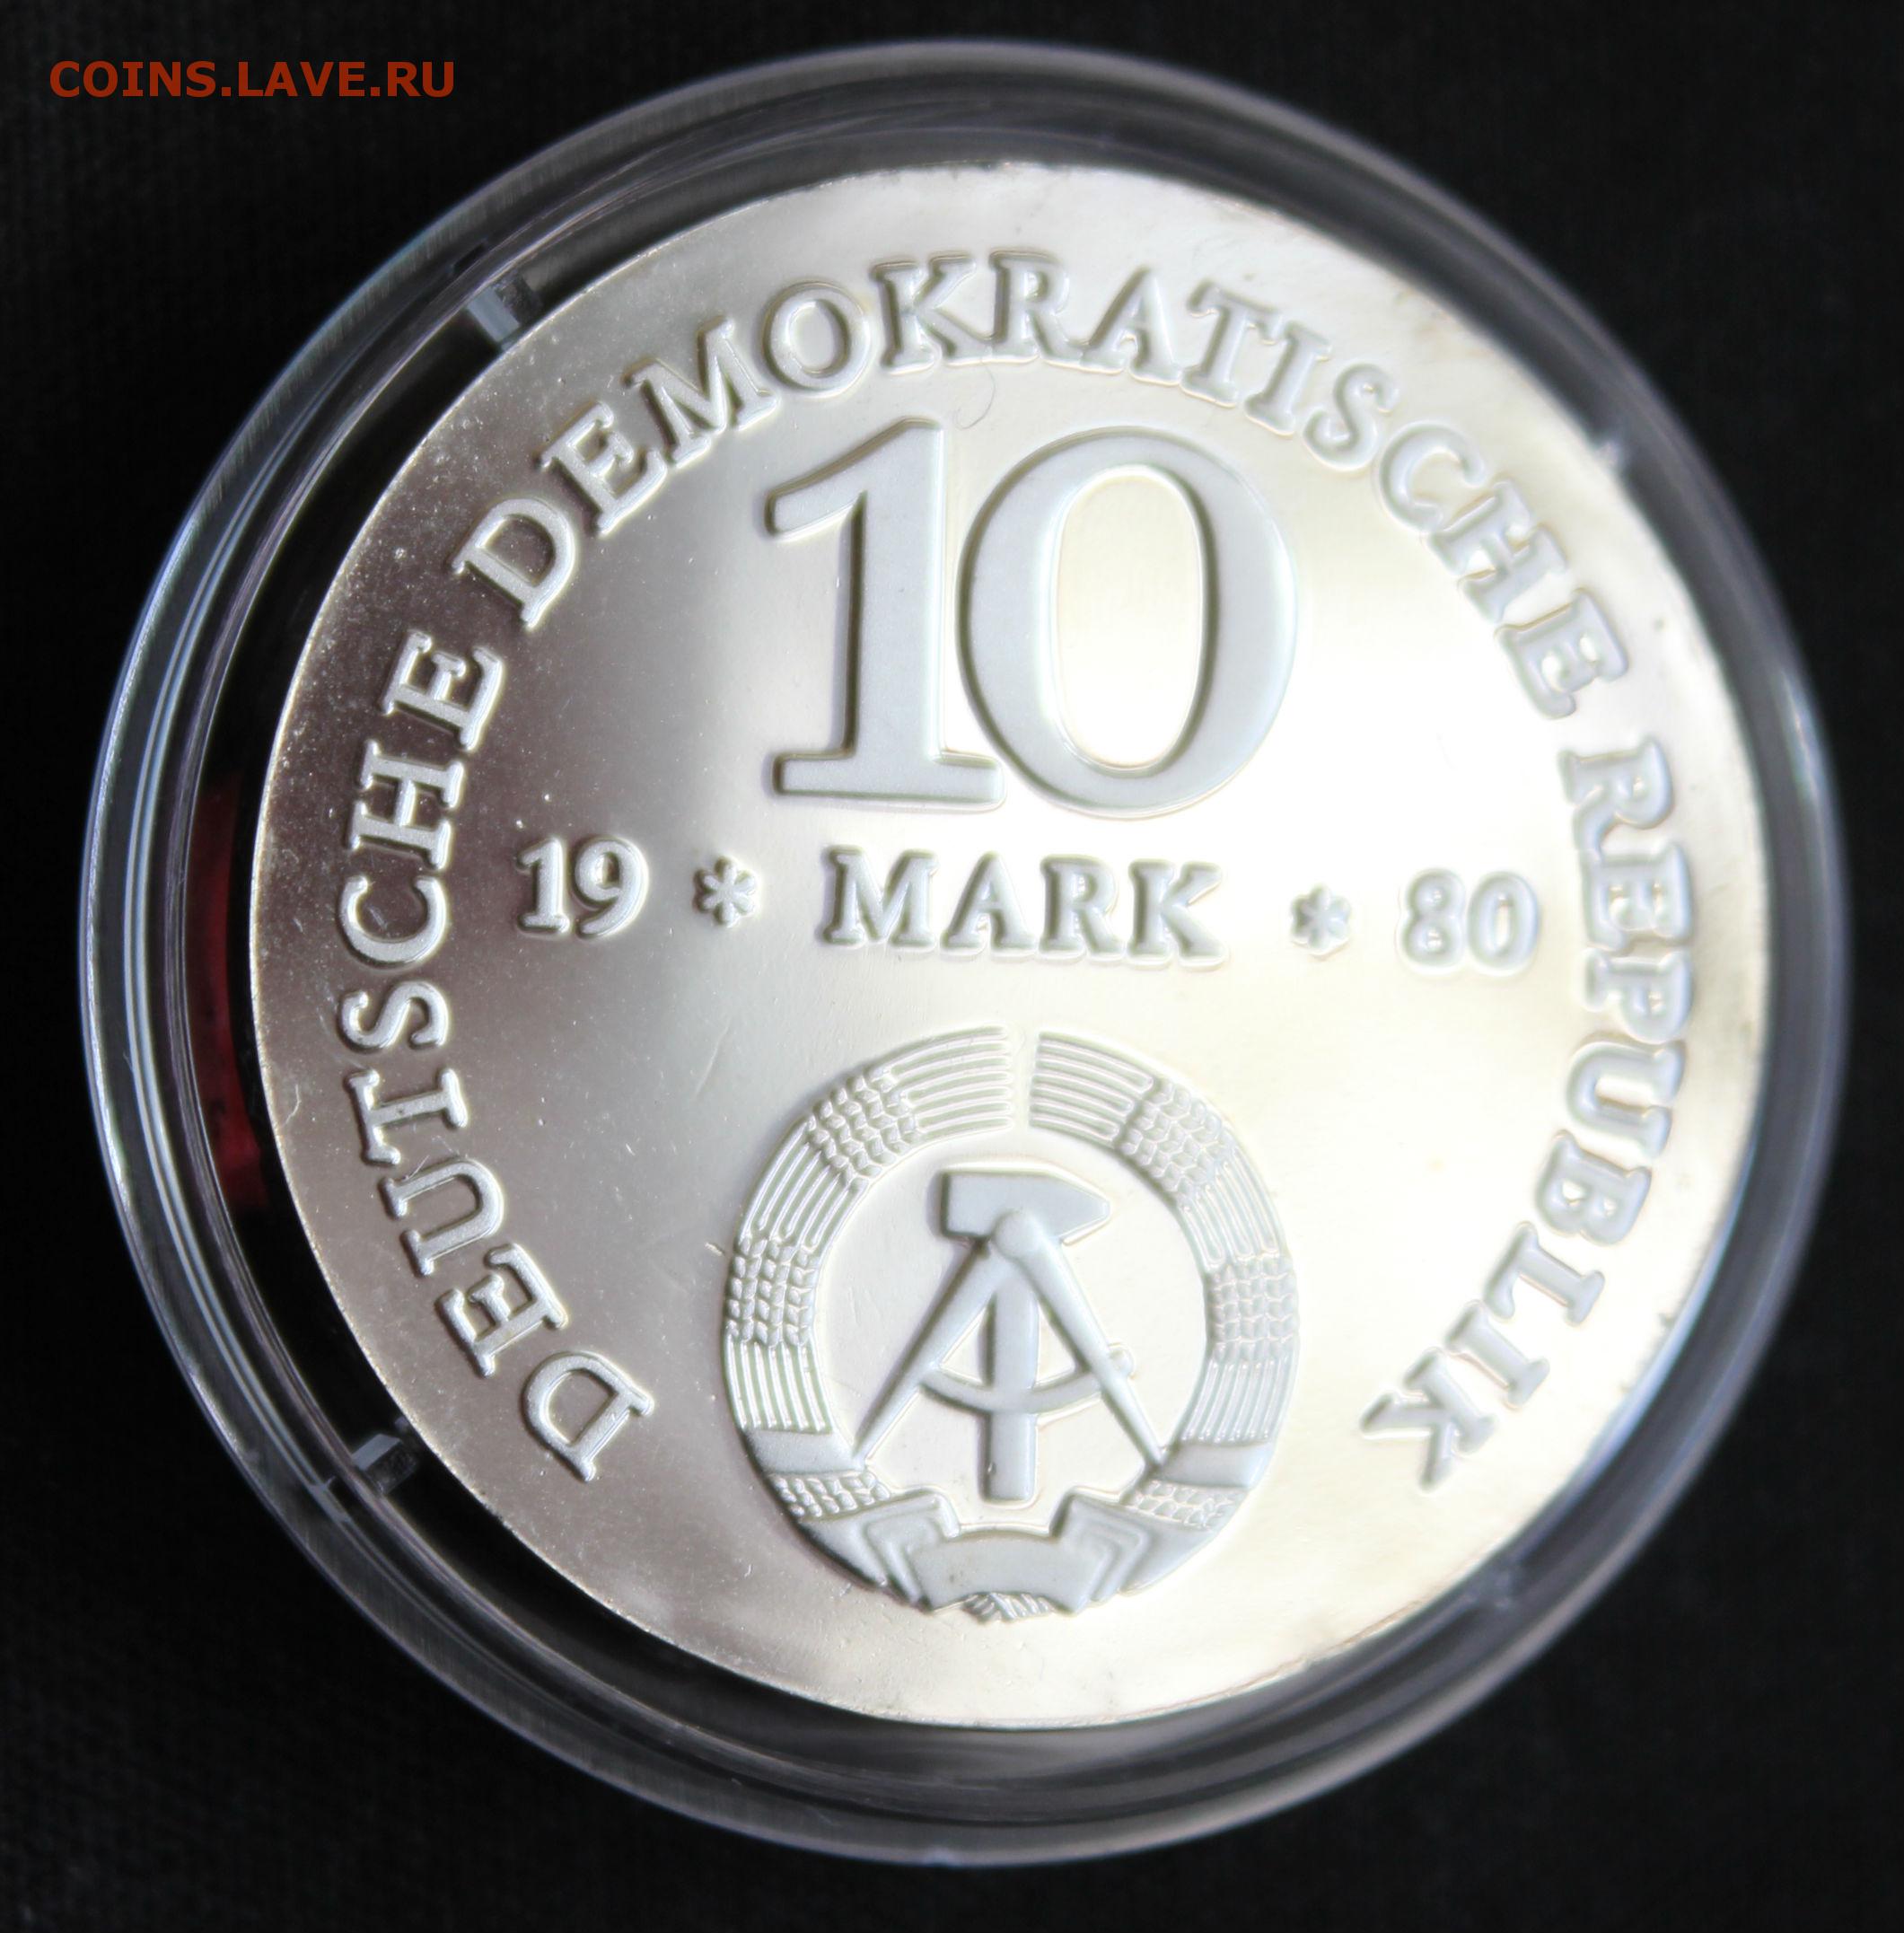 COINS.LAVE.RU
DEUTSCHE DEMOKRATISCHE REPUBLIK
10
19 * MARK * 80